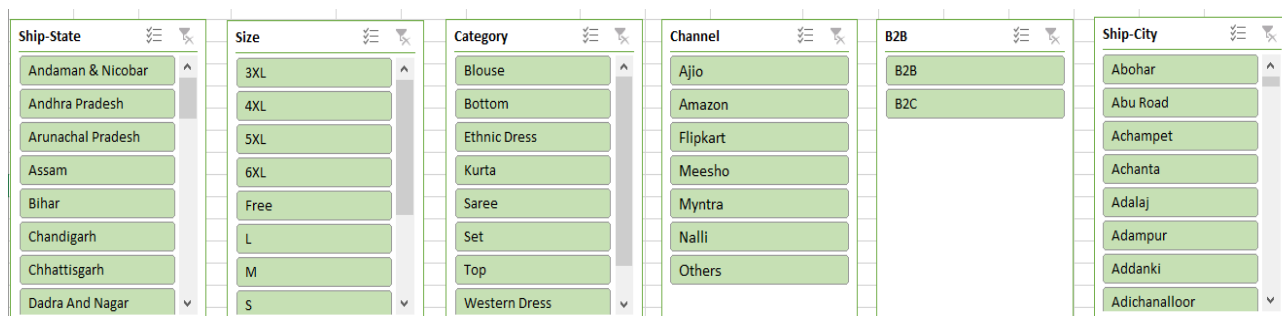 Ship-State
Andaman & Nicobar
Andhra Pradesh
Arunachal Pradesh
Assam
Bihar
Chandigarh
Chhattisgarh
Dadra And Nagar
Size
3XL
4XL
5XL
6XL
Free
L
M
S
Category
Blouse
Bottom
Ethnic Dress
Kurta
Saree
Set
Top
Western Dress
Channel
Ajio
Amazon
Flipkart
Meesho
Myntra
Nalli
Others
B2B
B2B
B2C
Ship-City
Abohar
Abu Road
Achampet
Achanta
Adalaj
Adampur
Addanki
Adichanalloor